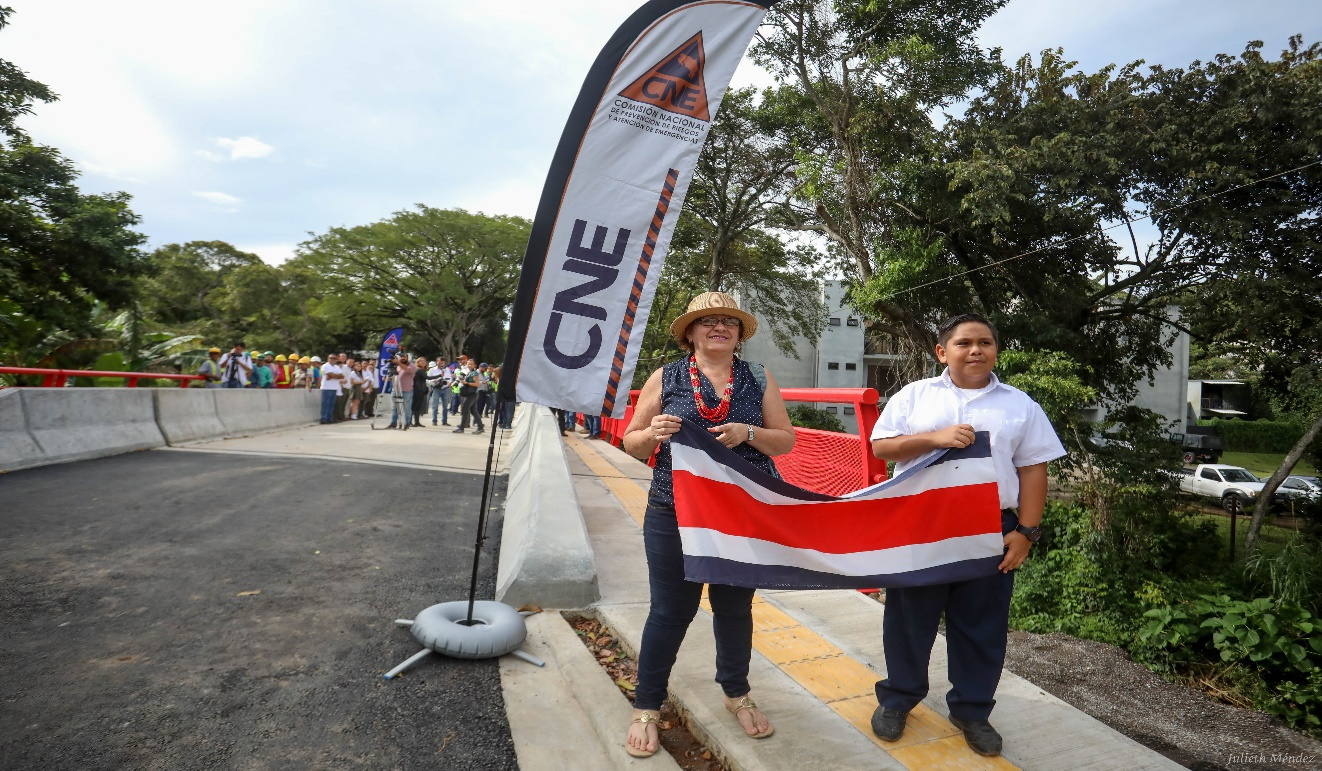 CNE
COMISIÓN NACIONAL
DE PREVENCIÓN DE RIESGOS
Y ATENCIÓN DE EMERGENCIAS
CNE
Julieth Méndez